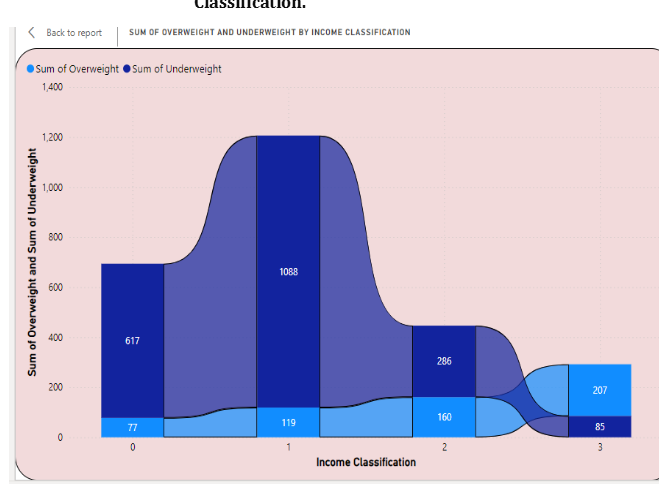 Classification.
Back to report
SUM OF OVERWEIGHT AND UNDERWEIGHT BY INCOME CLASSIFICATION
Sum of Overweight Sum of Underweight
Sum of Overweight and Sum of Underweight
1,400
1,200
1,000
800
600
400
200
0
617
77
1088
119
286
160
207
85
0 1 2 3
Income Classification